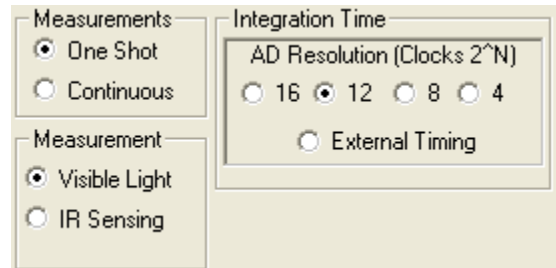 Measurements
One Shot
Continuous
Measurement
Visible Light
IR Sensing
Integration Time
AD Resolution (Clocks 2^N)
16 12 8 4
External Timing